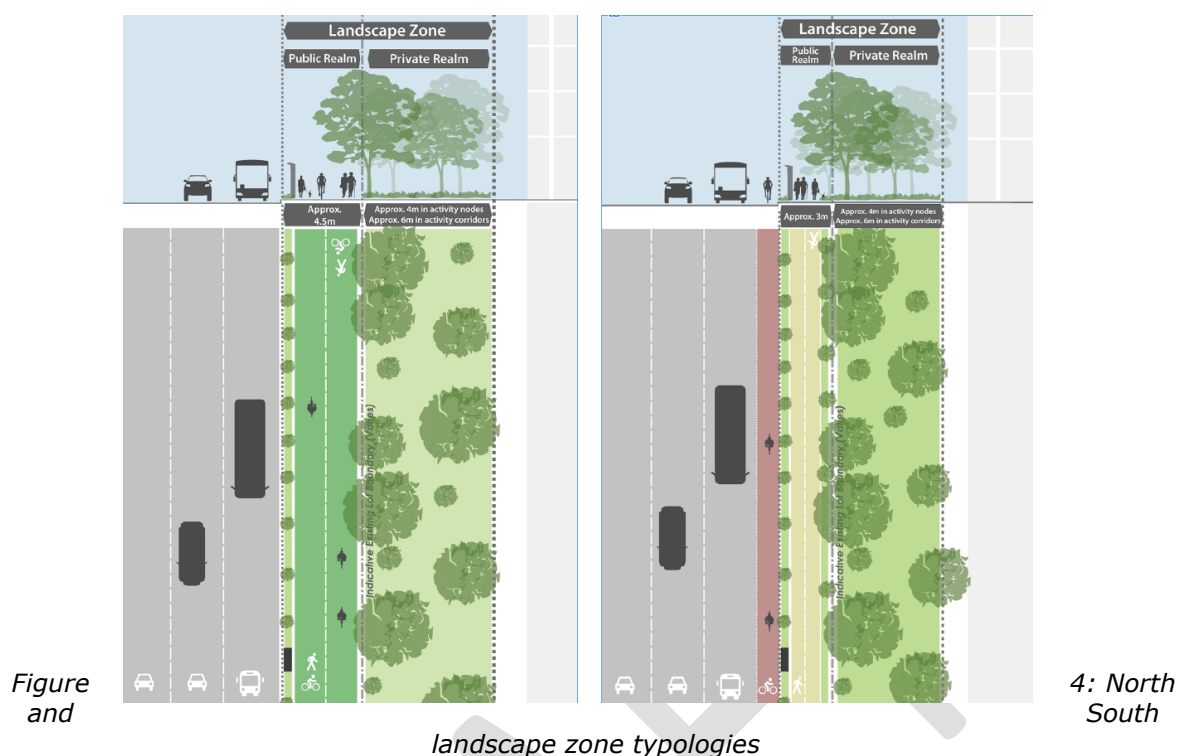 Landscape Zone
Public Realm
Private Realm
Approx.
4.5m
Approx. 4m in activity nodes
Approx. 6m in activity corridors
Indicative Existing Lot Boundary (Varies)
Landscape Zone
Public
Realm
Private Realm
Approx. 3m
Approx. 4m in activity nodes
Approx. 6m in activity corridors
Indicative Existing Lot Boundary (Varies)
Figure 4: North
and South
landscape zone typologies